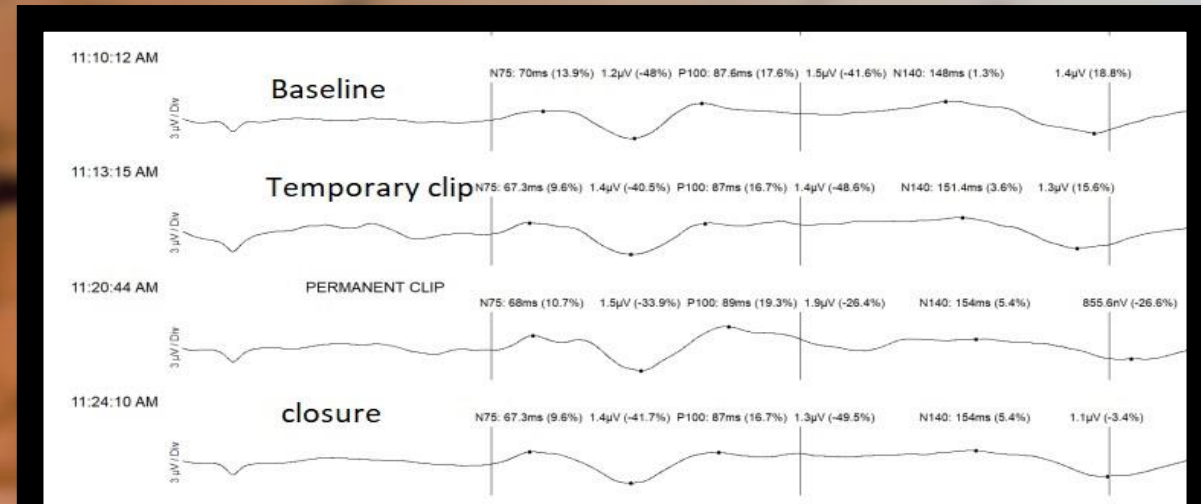 11:10:12 AM
Baseline
N75: 70ms (13.9%) 1.2µV (-48%) P100: 87.6ms (17.6%) 1.5µV (-41.6%) N140: 148ms (1.3%) 1.4µV (18.8%)
3 µV / Div
11:13:15 AM
Temporary clip N75: 67.3ms (9.6%) 1.4µV (-40.5%) P100: 87ms (16.7%) 1.4µV (-48.6%) N140: 151.4ms (3.6%) 1.3µV (15.6%)
3 µV / Div
11:20:44 AM PERMANENT CLIP
N75: 68ms (10.7%) 1.5µV (-33.9%) P100: 89ms (19.3%) 1.9µV (-26.4%) N140: 154ms (5.4%) 855.6nV (-26.6%)
3 µV / Div
11:24:10 AM
closure N75: 67.3ms (9.6%) 1.4µV (-41.7%) P100: 87ms (16.7%) 1.3µV (-49.5%) N140: 154ms (5.4%) 1.1µV (-3.4%)
3 µV / Div